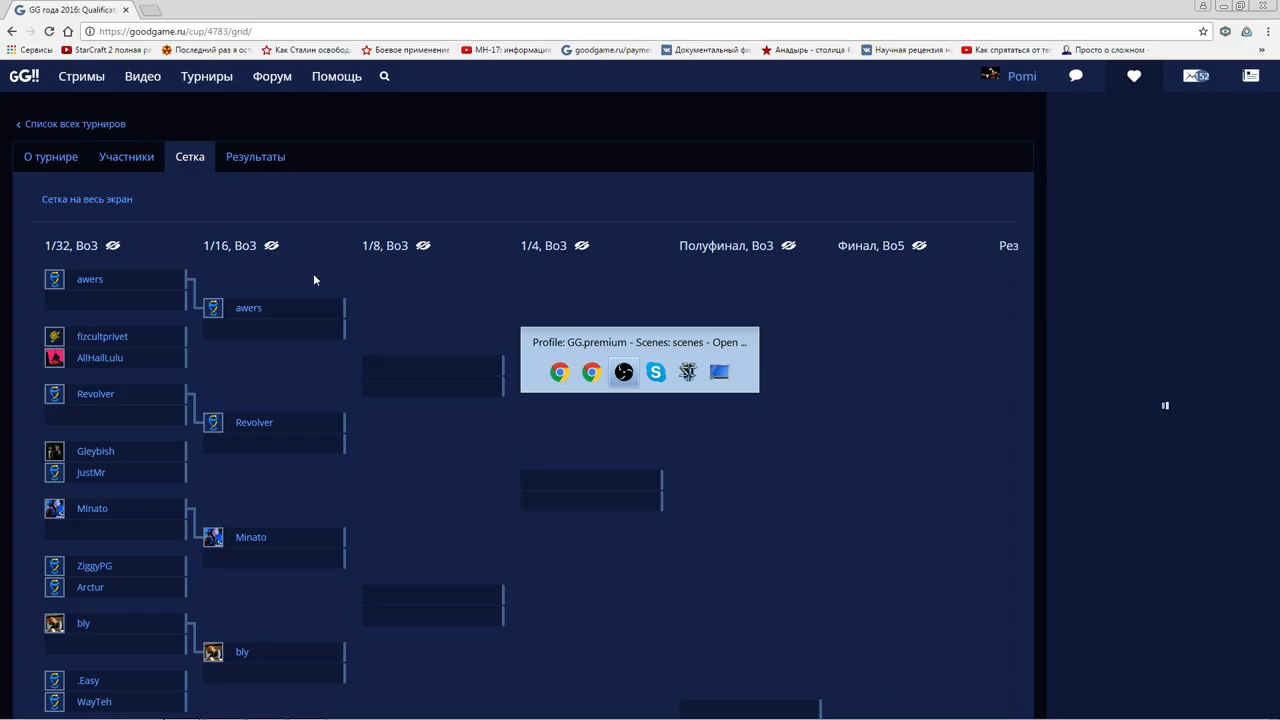 GG года 2016: Qualificat
https://goodgame.ru/cup/4783/grid/
Сервисы StarCraft 2 полная ре Последний раз я ост Как Сталин освобод Боевое применение МН-17: информация goodgame.ru/payme Документальный фи Анадырь - столица Научная рецензия н Как спрятаться от те Просто о сложном - »
GG!! Стримы Видео Турниры Форум Помощь Pomi 152
Список всех турниров
О турнире Участники Сетка Результаты
Сетка на весь экран
1/32, Bo3 1/16, Bo3 1/8, Bo3 1/4, Bo3 Полуфинал, Bo3 Финал, Bo5 Рез
awers
awers
fizcultprivet
Profile: GG.premium - Scenes: scenes - Open ...
AllHailLulu
Revolver
Revolver
Gleybish
JustMr
Minato
Minato
ZiggyPG
Arctur
bly
bly
.Easy
WayTeh